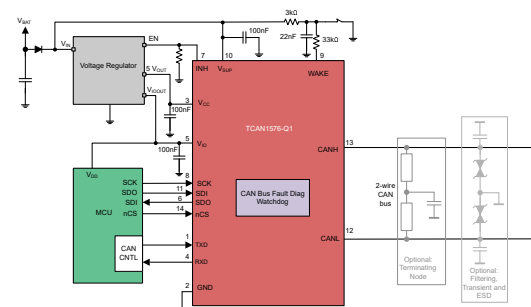 VBAT
VIN
EN
Voltage Regulator
5 VOUT
VIOOUT
100nF
3kΩ
22nF
33kΩ
7
INH
10
VSUP
9
WAKE
3
VCC
100nF
TCAN1576-Q1
5
VIO
100nF
13
CANH
VDD
MCU
SCK
SDO
SDI
nCS
8
SCK
11
SDI
6
SDO
14
nCS
CAN Bus Fault Diag
Watchdog
2-wire
CAN
bus
CAN
CNTL
1
TXD
4
RXD
12
CANL
2
GND
Optional:
Terminating
Node
Optional:
Filtering,
Transient and
ESD